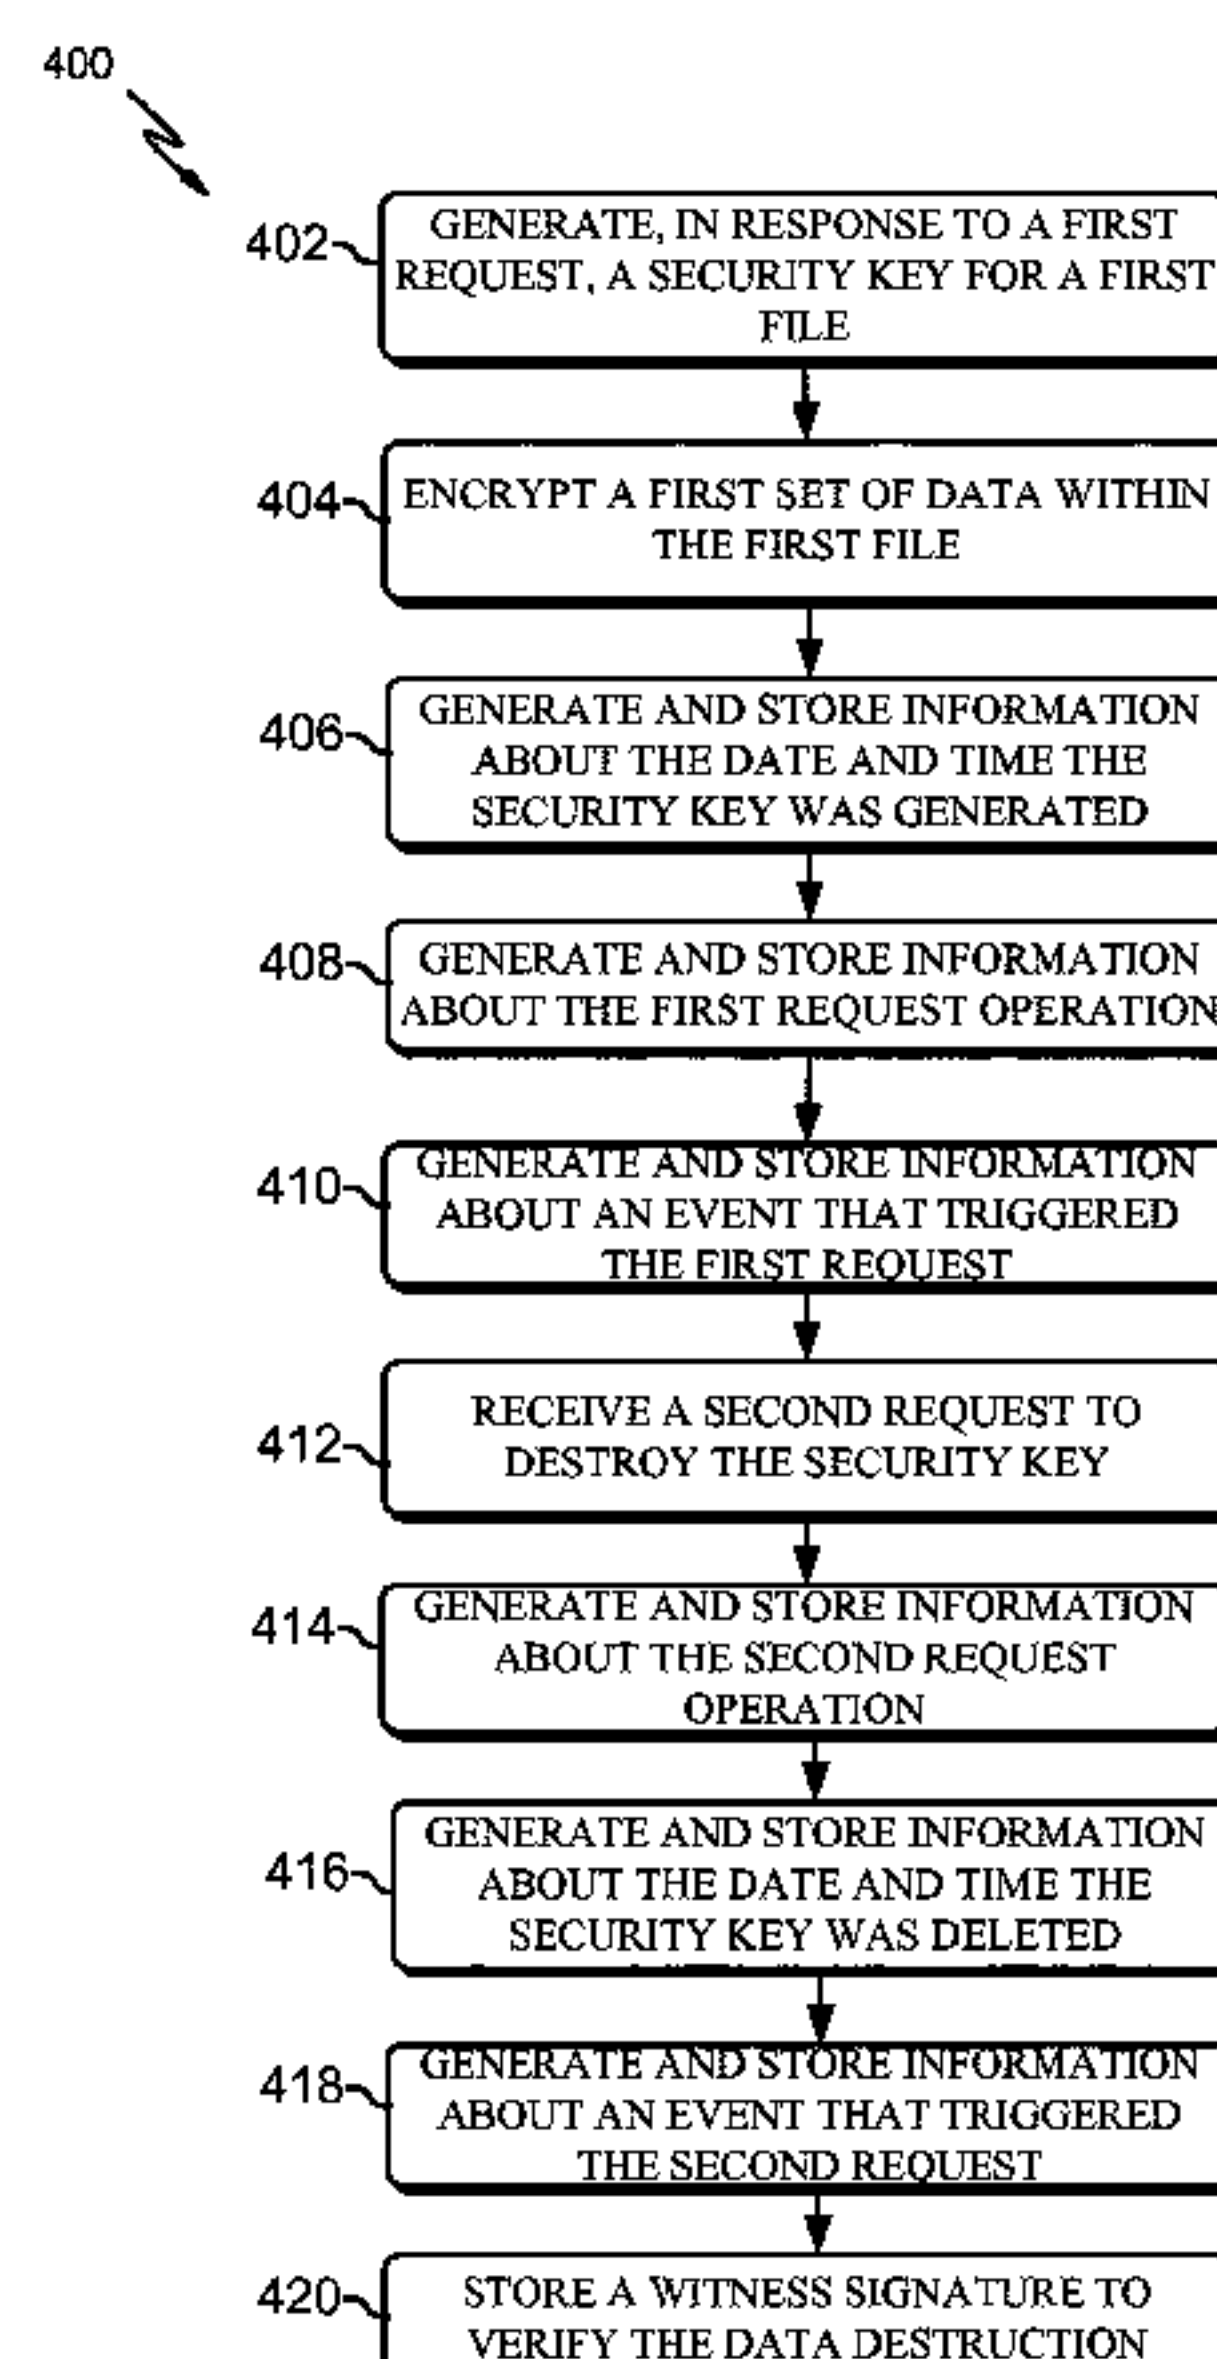 400
402
GENERATE, IN RESPONSE TO A FIRST
REQUEST, A SECURITY KEY FOR A FIRST
FILE
404
ENCRYPT A FIRST SET OF DATA WITHIN
THE FIRST FILE
406
GENERATE AND STORE INFORMATION
ABOUT THE DATE AND TIME THE
SECURITY KEY WAS GENERATED
408
GENERATE AND STORE INFORMATION
ABOUT THE FIRST REQUEST OPERATION
410
GENERATE AND STORE INFORMATION
ABOUT AN EVENT THAT TRIGGERED
THE FIRST REQUEST
412
RECEIVE A SECOND REQUEST TO
DESTROY THE SECURITY KEY
414
GENERATE AND STORE INFORMATION
ABOUT THE SECOND REQUEST
OPERATION
416
GENERATE AND STORE INFORMATION
ABOUT THE DATE AND TIME THE
SECURITY KEY WAS DELETED
418
GENERATE AND STORE INFORMATION
ABOUT AN EVENT THAT TRIGGERED
THE SECOND REQUEST
420
STORE A WITNESS SIGNATURE TO
VERIFY THE DATA DESTRUCTION